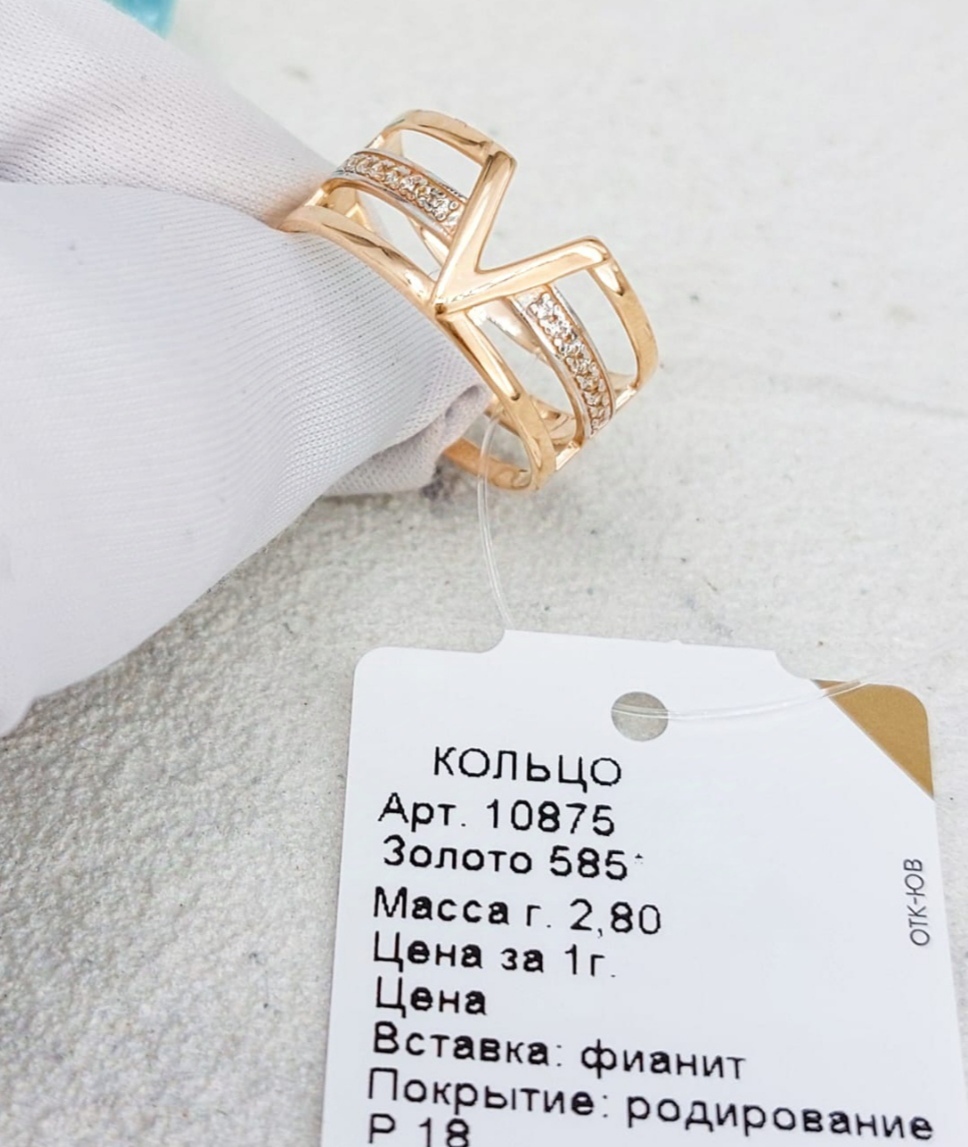 КОЛЬЦО
Арт. 10875
Золото 585*
Масса г. 2,80
Цена за 1г.
Цена
Вставка: фианит
Покрытие: родирование
Р 18
ОТК-ЮВ